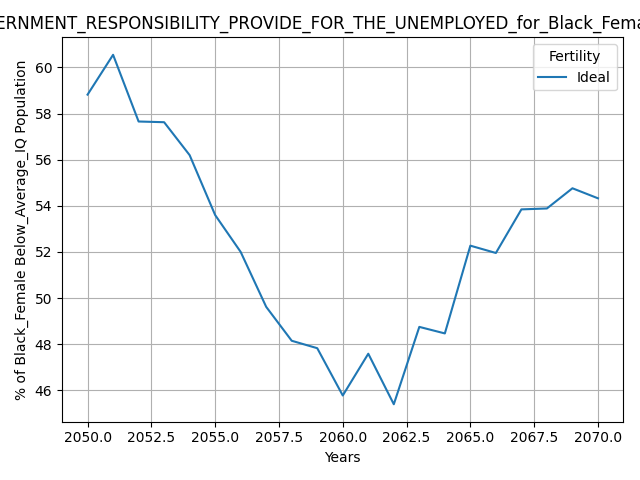 ERNMENT_RESPONSIBILITY_PROVIDE_FOR_THE_UNEMPLOYED_for_Black_Fema
Fertility
Ideal
% of Black_Female Below_Average_IQ Population
60
58
56
54
52
50
48
46
2050.0 2052.5 2055.0 2057.5 2060.0 2062.5 2065.0 2067.5 2070.0
Years